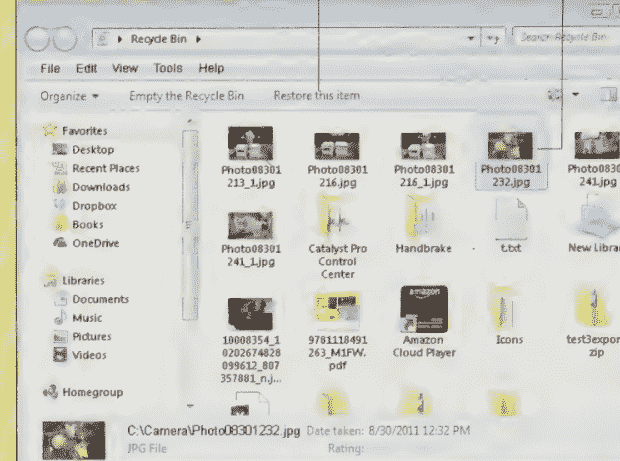 Recycle Bin
Search Recycle Bin
File Edit View Tools Help
Organize Empty the Recycle Bin Restore this item
Favorites
Desktop
Recent Places
Downloads
Dropbox
Books
OneDrive
Libraries
Documents
Music
Pictures
Videos
Homegroup
Photo08301
213_1.jpg
Photo08301
216.jpg
Photo08301
216_1.jpg
Photo08301
232.jpg
Photo0830
241.jpg
Photo08301
241_1.jpg
Catalyst Pro
Control
Center
Handbrake
t.txt
New Libra
10008354_1
0202674828
099612_807
357881_n.j...
9781118491
263_M1FW.
pdf
amazon
Amazon
Cloud Player
Icons
test3expor
zip
C:\Camera\Photo08301232.jpg Date taken: 8/30/2011 12:32 PM
JPG File Rating: